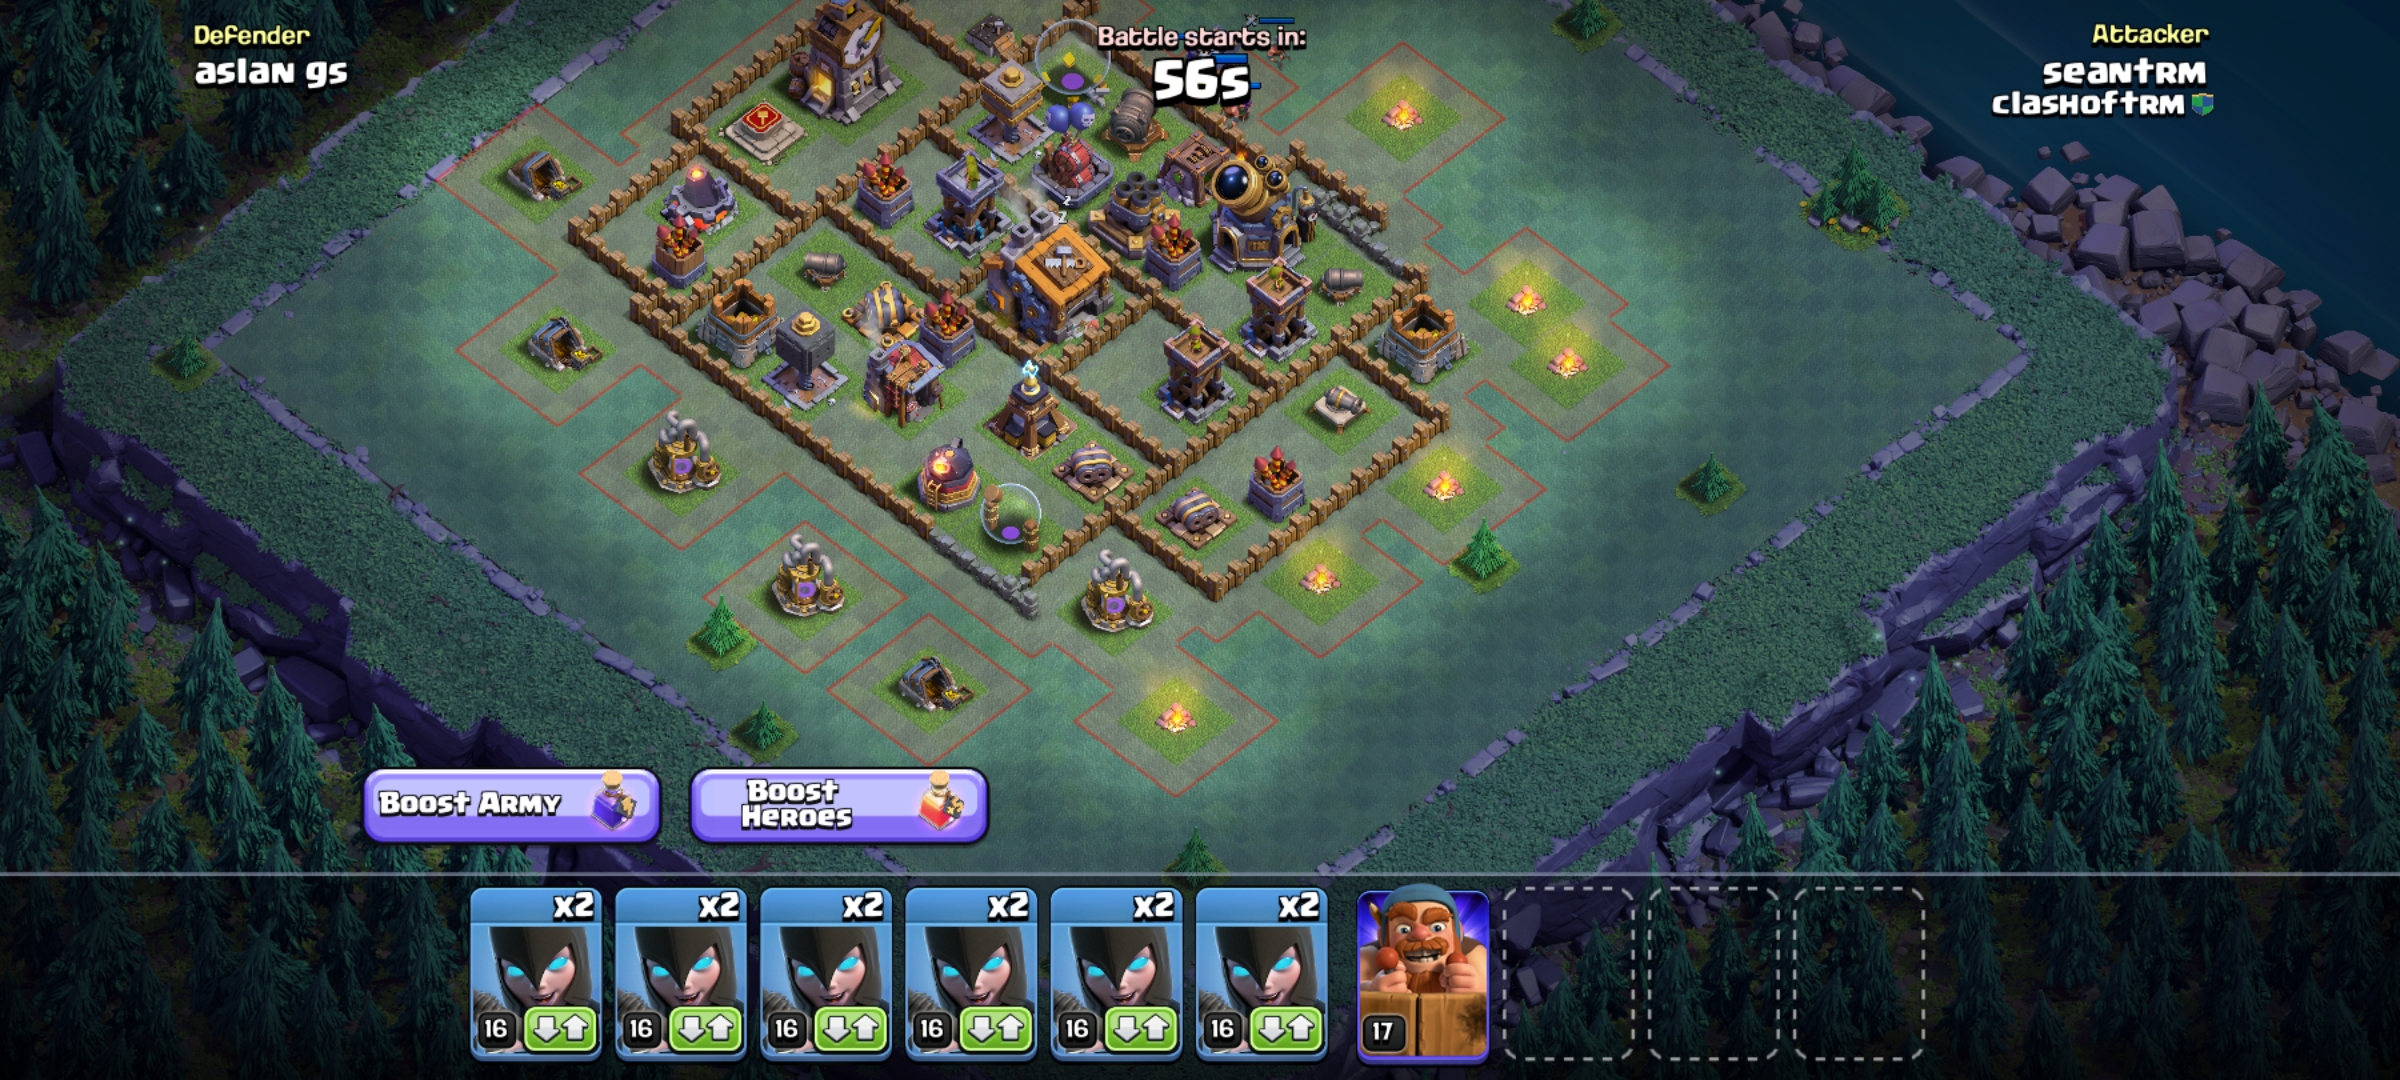 Defender
aslan gs
Battle starts in:
56s
Attacker
seantRM
clashoftRM
Boost Army
Boost
Heroes
x2
x2
x2
x2
x2
x2
16
16
16
16
16
16
17